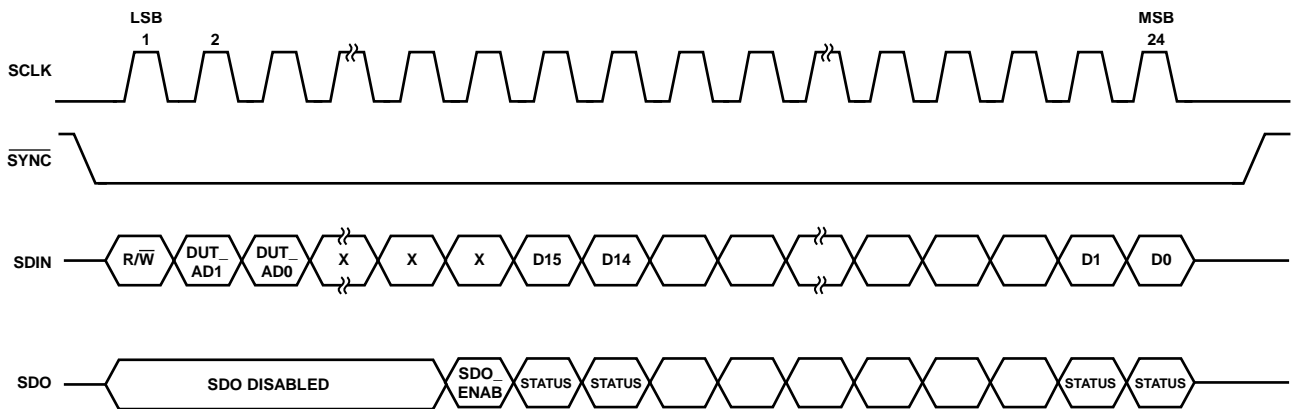 LSB MSB
1 2 24
SCLK
SYNC
SDIN R/W DUT_ AD1 DUT_ AD0 X X X D15 D14 D1 D0
SDO SDO DISABLED SDO_ ENAB STATUS STATUS STATUS STATUS